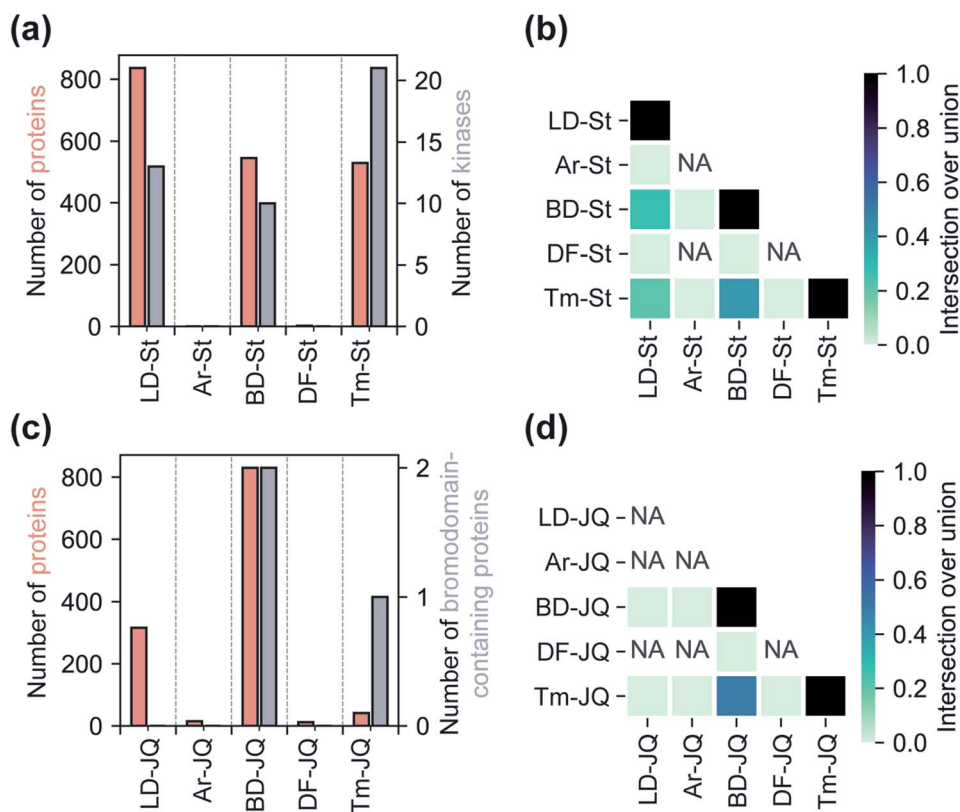 (a)
Number of proteins
800
600
400
200
0
20
15
10
5
0
Number of kinases
LD-St
Ar-St
BD-St
DF-St
Tm-St
(b)
LD-St
Ar-St
NA
BD-St
DF-St
NA
NA
Tm-St
LD-St
Ar-St
BD-St
DF-St
Tm-St
1.0
0.8
0.6
0.4
0.2
0.0
Intersection over union
(c)
Number of proteins
800
600
400
200
0
2
1
0
Number of bromodomain-
containing proteins
LD-JQ
Ar-JQ
BD-JQ
DF-JQ
Tm-JQ
(d)
LD-JQ
NA
Ar-JQ
NA NA
BD-JQ
DF-JQ
NA NA
NA
Tm-JQ
LD-JQ
Ar-JQ
BD-JQ
DF-JQ
Tm-JQ
1.0
0.8
0.6
0.4
0.2
0.0
Intersection over union